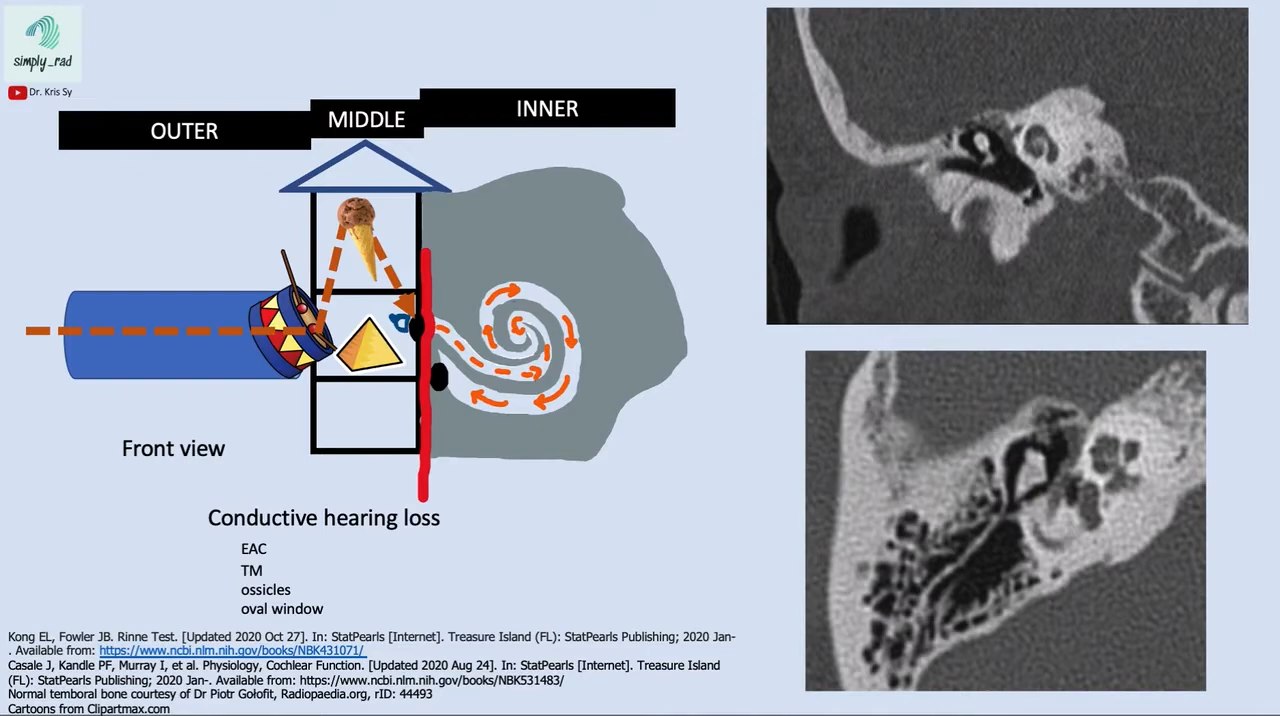 simply_rad
Dr. Kris Sy
OUTER
MIDDLE
INNER
Front view
Conductive hearing loss
EAC
TM
ossicles
oval window
Kong EL, Fowler JB. Rinne Test. [Updated 2020 Oct 27]. In: StatPearls [Internet]. Treasure Island (FL): StatPearls Publishing; 2020 Jan-
. Available from: https://www.ncbi.nlm.nih.gov/books/NBK431071/
Casale J, Kandle PF, Murray I, et al. Physiology, Cochlear Function. [Updated 2020 Aug 24]. In: StatPearls [Internet]. Treasure Island
(FL): StatPearls Publishing; 2020 Jan-. Available from: https://www.ncbi.nlm.nih.gov/books/NBK531483/
Normal temboral bone courtesy of Dr Piotr Gołofit, Radiopaedia.org, rID: 44493
Cartoons from Clipartmax.com